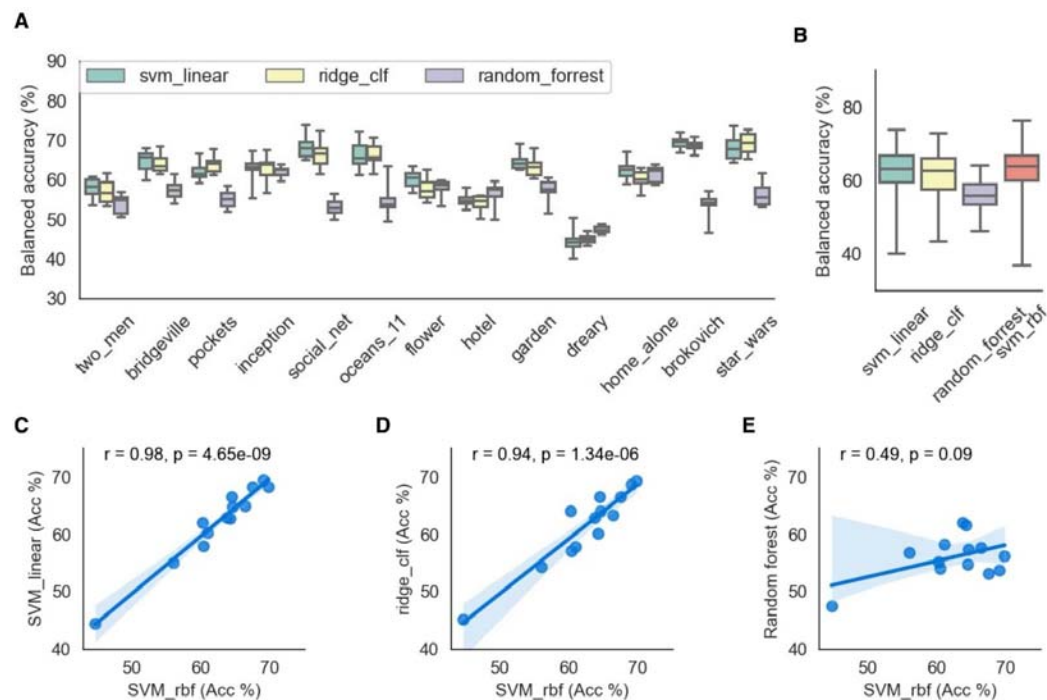 A
Balanced accuracy (%)
90
80
70
60
50
40
30
svm_linear
ridge_clf
random_forrest
two_men
bridgeville
pockets
inception
social_net
oceans_11
flower
hotel
garden
dreary
home_alone
brokovich
star_wars
B
Balanced accuracy (%)
80
60
40
svm_linear
ridge_clf
random_forrest
svm_rbf
C
r = 0.98, p = 4.65e-09
SVM_linear (Acc %)
70
60
50
40
50 60 70
SVM_rbf (Acc %)
D
r = 0.94, p = 1.34e-06
ridge_clf (Acc %)
70
60
50
40
50 60 70
SVM_rbf (Acc %)
E
r = 0.49, p = 0.09
Random forest (Acc %)
70
60
50
40
50 60 70
SVM_rbf (Acc %)